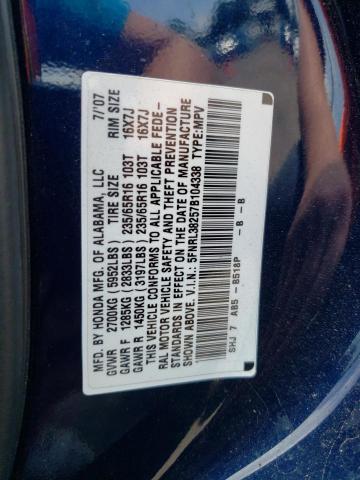 MFD. BY HONDA MFG. OF ALABAMA, LLC 7/'07
GVWR 2700KG (5952LBS) TIRE SIZE RIM SIZE
GAWR F 1285KG (2833LBS) 235/65R16 103T 16X7J
GAWR R 1450KG (3197LBS) 235/65R16 103T 16X7J
THIS VEHICLE CONFORMS TO ALL APPLICABLE FEDE-
RAL MOTOR VEHICLE SAFETY AND THEFT PREVENTION
STANDARDS IN EFFECT ON THE DATE OF MANUFACTURE
SHOWN ABOVE. V.I.N.: 5FNRL38257B104338 TYPE:MPV
SHJ 7 AB5 - B518P - B - B